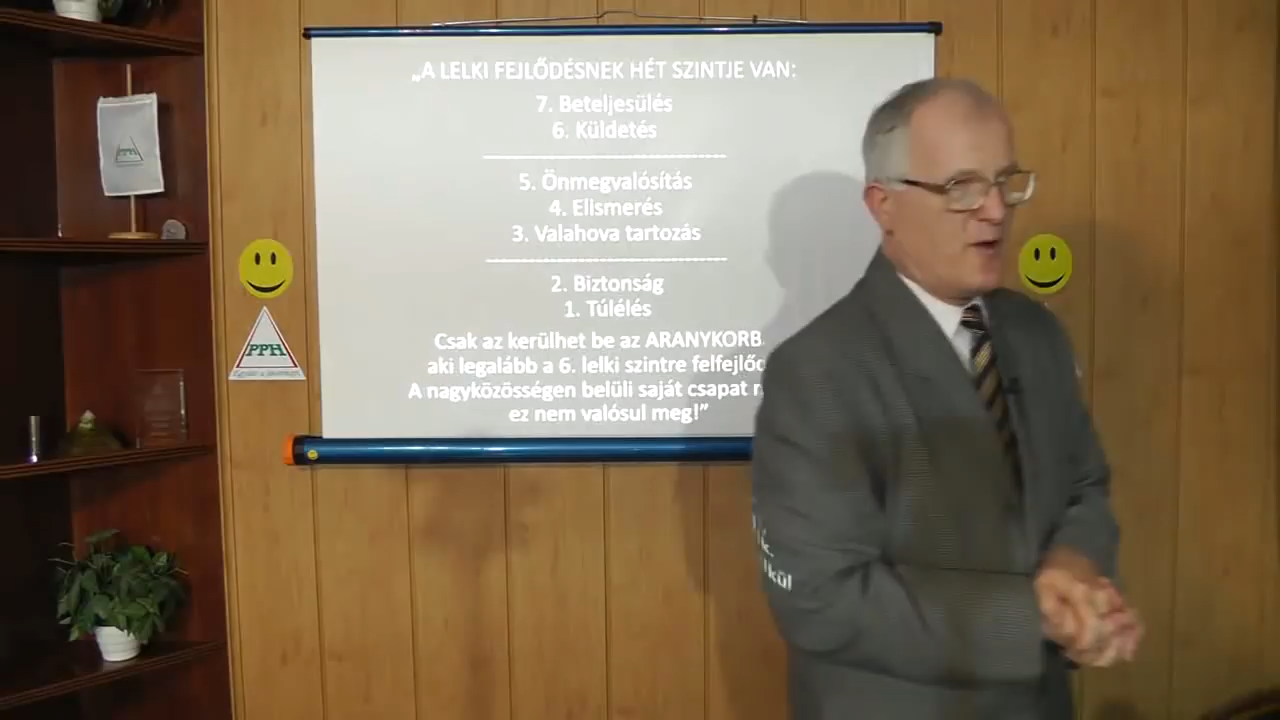 „A LELKI FEJLŐDÉSNEK HÉT SZINTJE VAN:
7. Beteljesülés
6. Küldetés
5. Önmegvalósítás
4. Elismerés
3. Valahova tartozás
2. Biztonság
1. Túlélés
Csak az kerülhet be az
aki legalább a 6. lelki szintre
A nagyközösségen belüli saját csapat
ez nem valósul meg!”
PPH